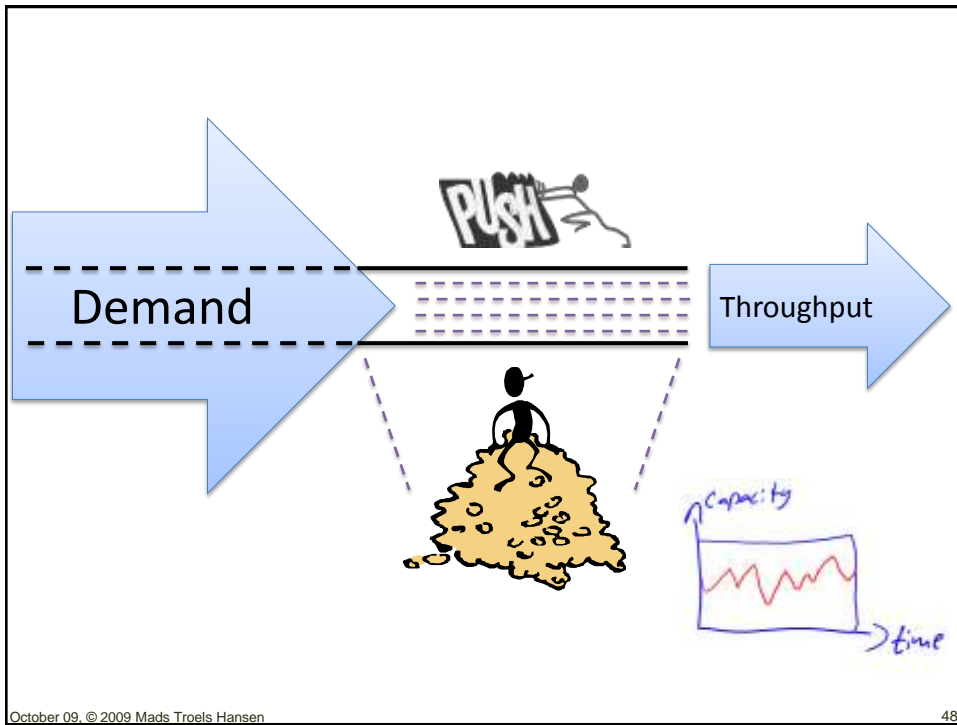 PUSH
Demand
Throughput
capacity
time
October 09, © 2009 Mads Troels Hansen
48